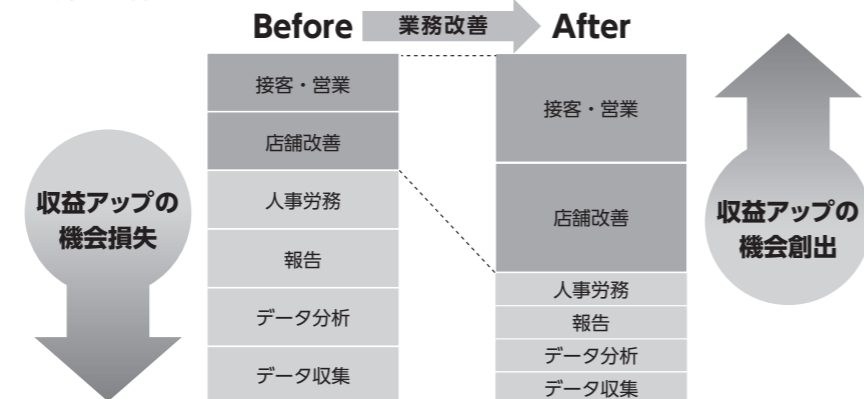 Before
業務改善
After
接客・営業
店舗改善
人事労務
報告
データ分析
データ収集
接客・営業
店舗改善
人事労務
報告
データ分析
データ収集
収益アップの
機会損失
収益アップの
機会創出